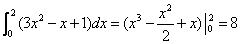 ∫₀²(3x² − x + 1)dx = (x³ − x²/2 + x)|₀² = 8